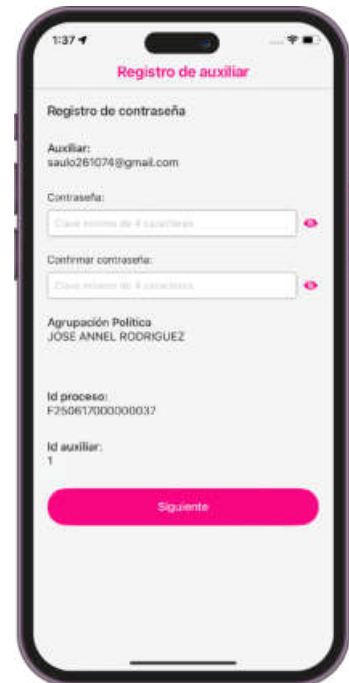 1:37
Registro de auxiliar
Registro de contraseña
Auxiliar:
saulo261074@gmail.com
Contraseña:
Clave mínimo de 4 caracteres
Confirmar contraseña:
Clave mínimo de 4 caracteres
Agrupación Política
JOSE ANNEL RODRIGUEZ
Id proceso:
F250617000000037
Id auxiliar:
1
Siguiente